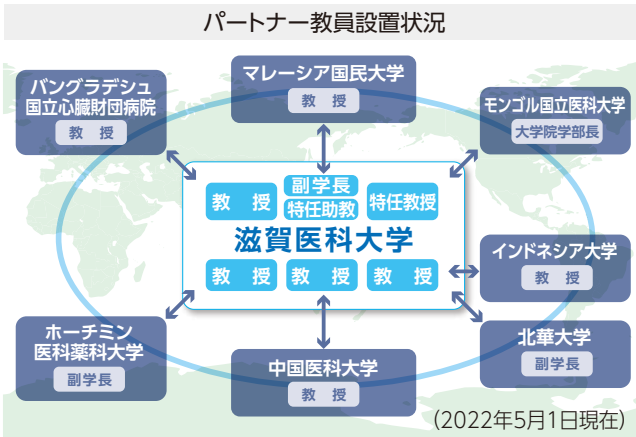 パートナー教員設置状況
バングラデシュ
国立心臓財団病院
教 授
マレーシア国民大学
教 授
モンゴル国立医科大学
大学院学部長
教 授
副学長
特任助教
特任教授
滋賀医科大学
教 授
教 授
教 授
インドネシア大学
教 授
ホーチミン
医科薬科大学
副学長
中国医科大学
教 授
北華大学
副学長
(2022年5月1日現在)